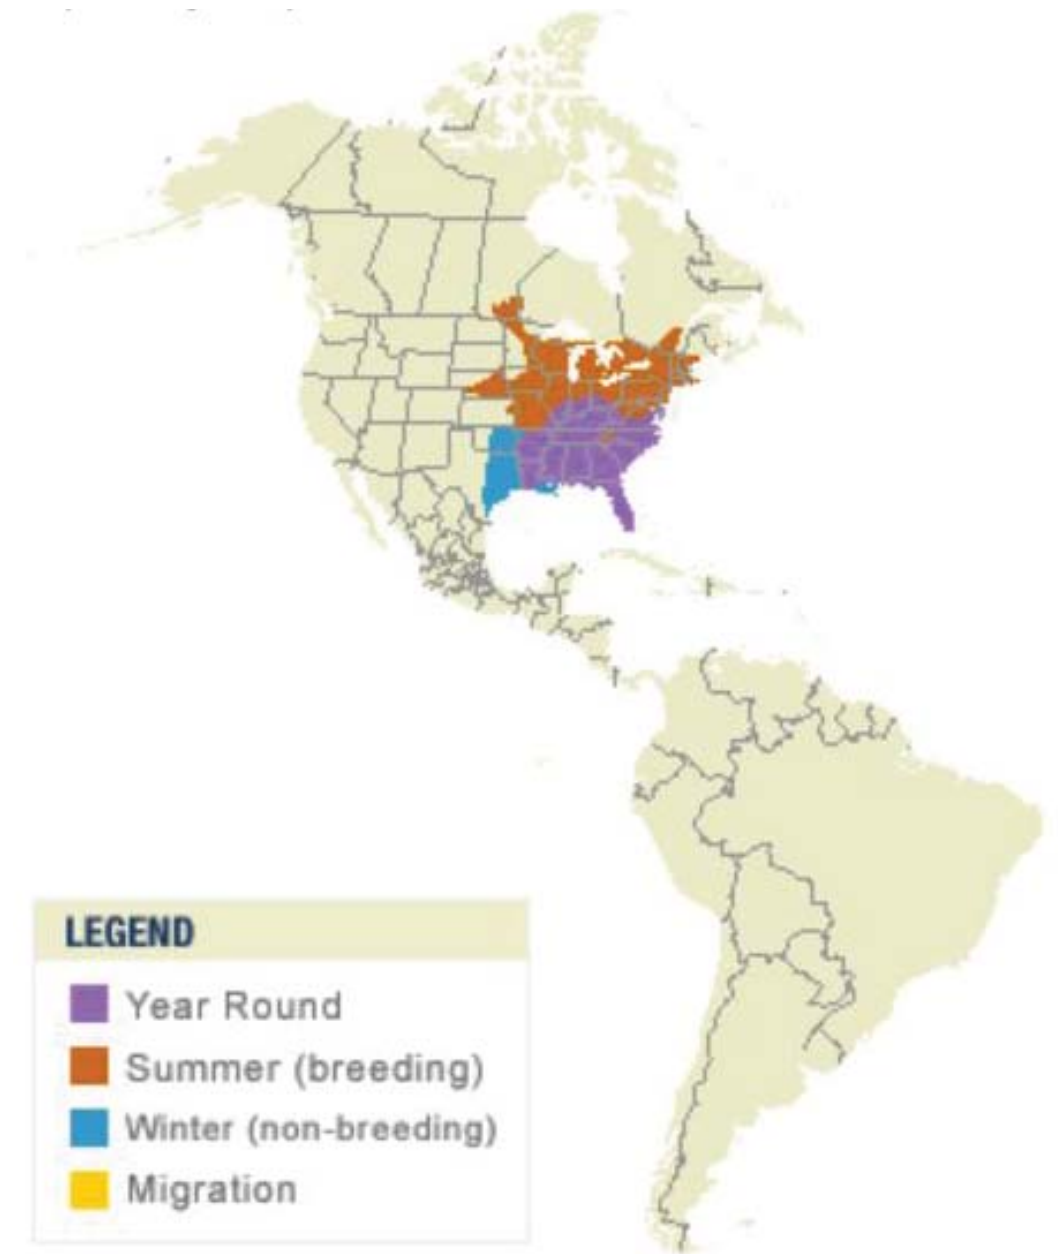 LEGEND
Year Round
Summer (breeding)
Winter (non-breeding)
Migration